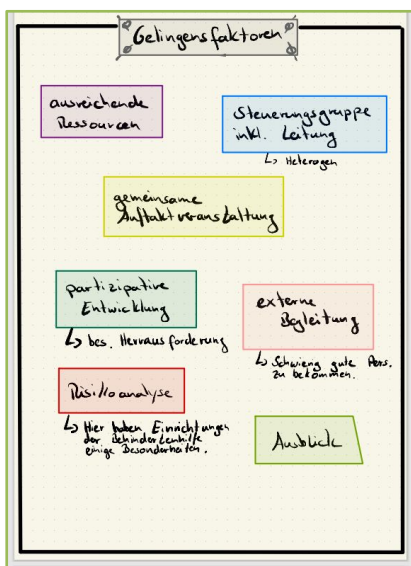 Gelingensfaktoren
ausreichende
Ressourcen
Steuerungsgruppe
inkl. Leitung
↳ Heterogen
gemeinsame
Auftaktveranstaltung
partizipative
Entwicklung
↳ bes. Herrausforderung
externe
Begleitung
↳ Schwierig gute Pers.
zu bekommen.
Risikoanalyse
↳ Hier haben Einrichtungen
der Behindertenhilfe
einige Besonderheiten.
Ausblick